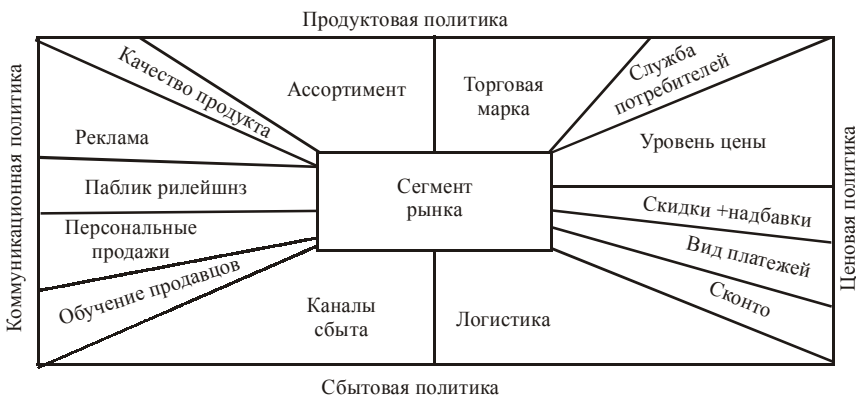 Продуктовая политика
Коммуникационная политика
Качество продукта
Ассортимент
Торговая
марка
Служба
потребителей
Уровень цены
Ценовая политика
Реклама
Паблик рилейшнз
Персональные
продажи
Обучение продавцов
Сегмент
рынка
Скидки +надбавки
Вид платежей
Сконто
Каналы
сбыта
Логистика
Сбытовая политика